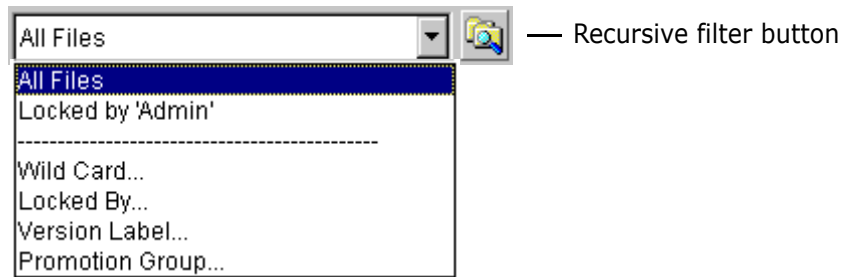 All Files
Recursive filter button
All Files
Locked by 'Admin'
---------------------------------------------
Wild Card...
Locked By...
Version Label...
Promotion Group...